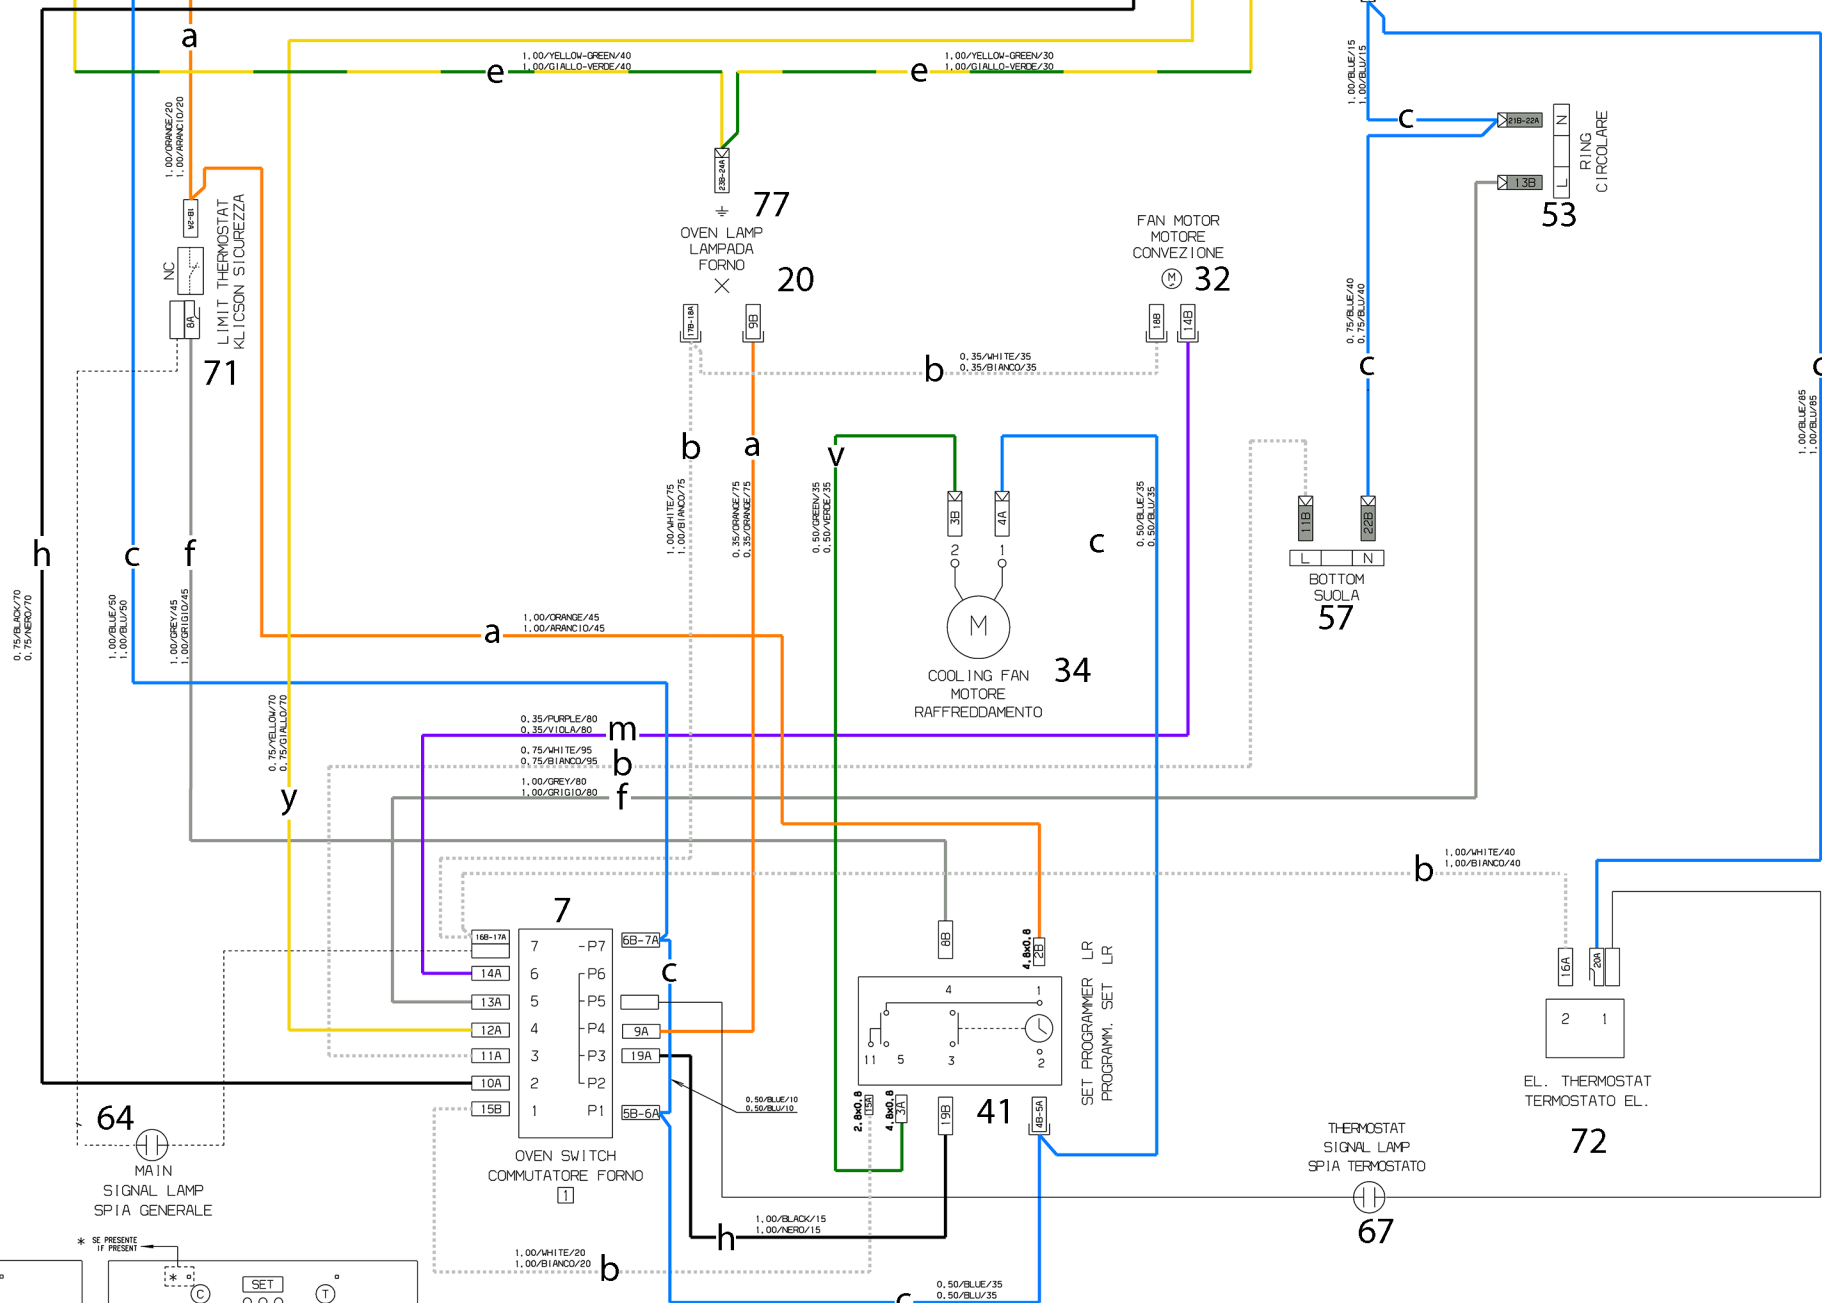 a
1,00/YELLOW-GREEN/40
1,00/GIALLO-VERDE/40
e
1,00/YELLOW-GREEN/30
1,00/GIALLO-VERDE/30
e
1,00/BLUE/15
1,00/BLU/15
c
21B-22A
N
L
RING
CIRCOLARE
13B
53
1,00/ORANGE/20
1,00/ARANCIO/20
1B-2A
NC
8A
LIMIT THERMOSTAT
KLICSON SICUREZZA
71
23B-24A
77
OVEN LAMP
LAMPADA
FORNO
20
17B-18A
9B
FAN MOTOR
MOTORE
CONVEZIONE
M
32
18B
14B
0,35/WHITE/35
0,35/BIANCO/35
b
0,75/BLUE/40
0,75/BLU/40
c
c
1,00/BLUE/85
1,00/BLU/85
b
a
v
1,00/WHITE/75
1,00/BIANCO/75
0,35/ORANGE/75
0,35/ORANGE/75
0,50/GREEN/35
0,50/VERDE/35
3B
4A
2
1
M
COOLING FAN
MOTORE
RAFFREDDAMENTO
34
c
0,50/BLUE/35
0,50/BLU/35
11B
22B
L
N
BOTTOM
SUOLA
57
h
c
f
0,75/BLACK/70
0,75/NERO/70
1,00/BLUE/50
1,00/BLU/50
1,00/GREY/45
1,00/GRIGIO/45
1,00/ORANGE/45
1,00/ARANCIO/45
a
0,75/YELLOW/70
0,75/GIALLO/70
y
0,35/PURPLE/80
0,35/VIOLA/80
m
0,75/WHITE/95
0,75/BIANCO/95
b
1,00/GREY/80
1,00/GRIGIO/80
f
1,00/WHITE/40
1,00/BIANCO/40
b
7
16B-17A
7
-P7
6B-7A
14A
6
P6
c
13A
5
P5
12A
4
P4
9A
11A
3
P3
19A
10A
2
P2
15B
1
P1
5B-6A
0,50/BLUE/10
0,50/BLU/10
OVEN SWITCH
COMMUTATORE FORNO
1
8B
4.8x0.8
2B
4
1
11
5
3
2
SET PROGRAMMER LR
PROGRAMM. SET LR
2.8x0.8
15A
4.8x0.8
3A
19B
41
4B-5A
16A
20A
2
1
EL. THERMOSTAT
TERMOSTATO EL.
72
64
MAIN
SIGNAL LAMP
SPIA GENERALE
THERMOSTAT
SIGNAL LAMP
SPIA TERMOSTATO
67
1,00/BLACK/15
1,00/NERO/15
h
1,00/WHITE/20
1,00/BIANCO/20
b
0,50/BLUE/35
0,50/BLU/35
c
* SE PRESENTE
IF PRESENT
*
C
SET
T